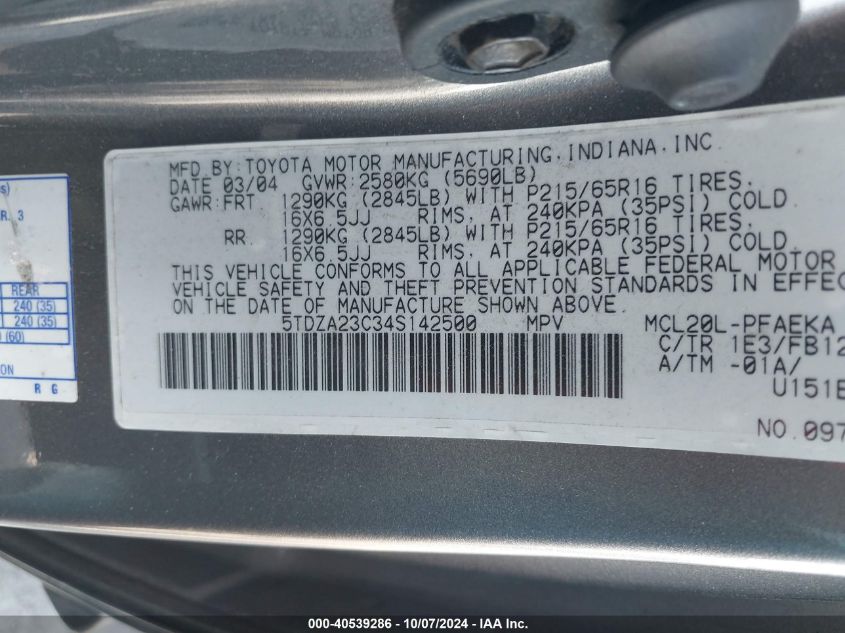 MFD.BY:TOYOTA MOTOR MANUFACTURING,INDIANA,INC.
DATE 03/04 GVWR:2580KG (5690LB)
GAWR:FRT 1290KG (2845LB) WITH P215/65R16 TIRES,
16X6.5JJ RIMS, AT 240KPA (35PSI) COLD.
RR. 1290KG (2845LB) WITH P215/65R16 TIRES,
16X6.5JJ RIMS, AT 240KPA (35PSI) COLD.
THIS VEHICLE CONFORMS TO ALL APPLICABLE FEDERAL MOTOR
VEHICLE SAFETY AND THEFT PREVENTION STANDARDS IN EFFEC
ON THE DATE OF MANUFACTURE SHOWN ABOVE.
5TDZA23C34S142500 MPV MCL20L-PFAEKA
C/TR 1E3/FB12
A/TM -01A/
U151E
NO.097
R. 3
REAR
240 (35)
240 (35)
(60)
ION
R G
000-40539286 - 10/07/2024 - IAA Inc.